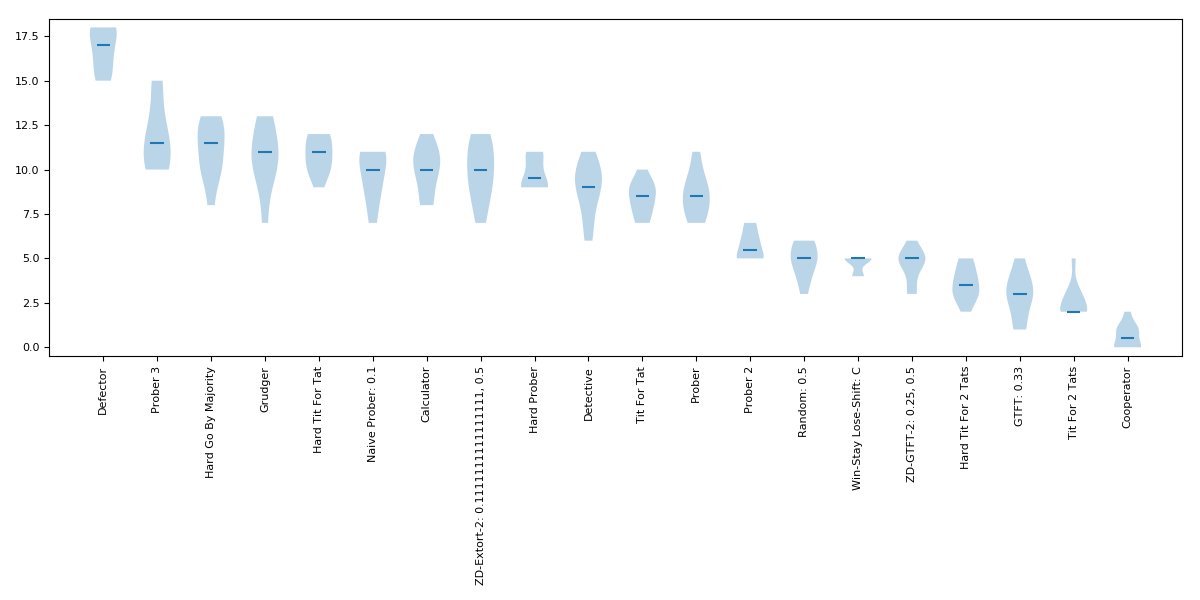 17.5
15.0
12.5
10.0
7.5
5.0
2.5
0.0
Defector
Prober 3
Hard Go By Majority
Grudger
Hard Tit For Tat
Naive Prober: 0.1
Calculator
ZD-Extort-2: 0.1111111111111111, 0.5
Hard Prober
Detective
Tit For Tat
Prober
Prober 2
Random: 0.5
Win-Stay Lose-Shift: C
ZD-GTFT-2: 0.25, 0.5
Hard Tit For 2 Tats
GTFT: 0.33
Tit For 2 Tats
Cooperator